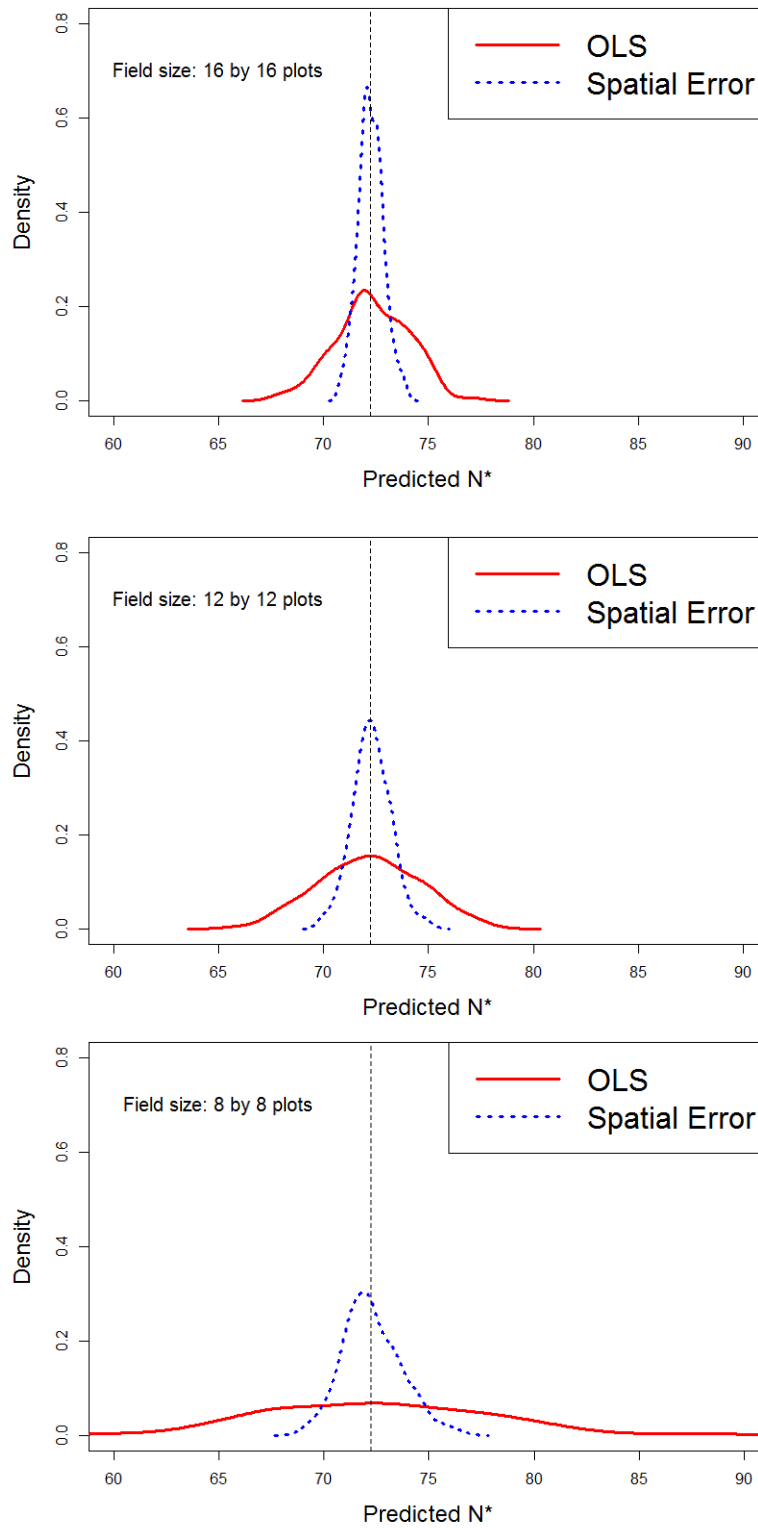 Field size: 16 by 16 plots
OLS
Spatial Error
Density
0.0 0.2 0.4 0.6 0.8
60 65 70 75 80 85 90
Predicted N*
Field size: 12 by 12 plots
OLS
Spatial Error
Density
0.0 0.2 0.4 0.6 0.8
60 65 70 75 80 85 90
Predicted N*
Field size: 8 by 8 plots
OLS
Spatial Error
Density
0.0 0.2 0.4 0.6 0.8
60 65 70 75 80 85 90
Predicted N*